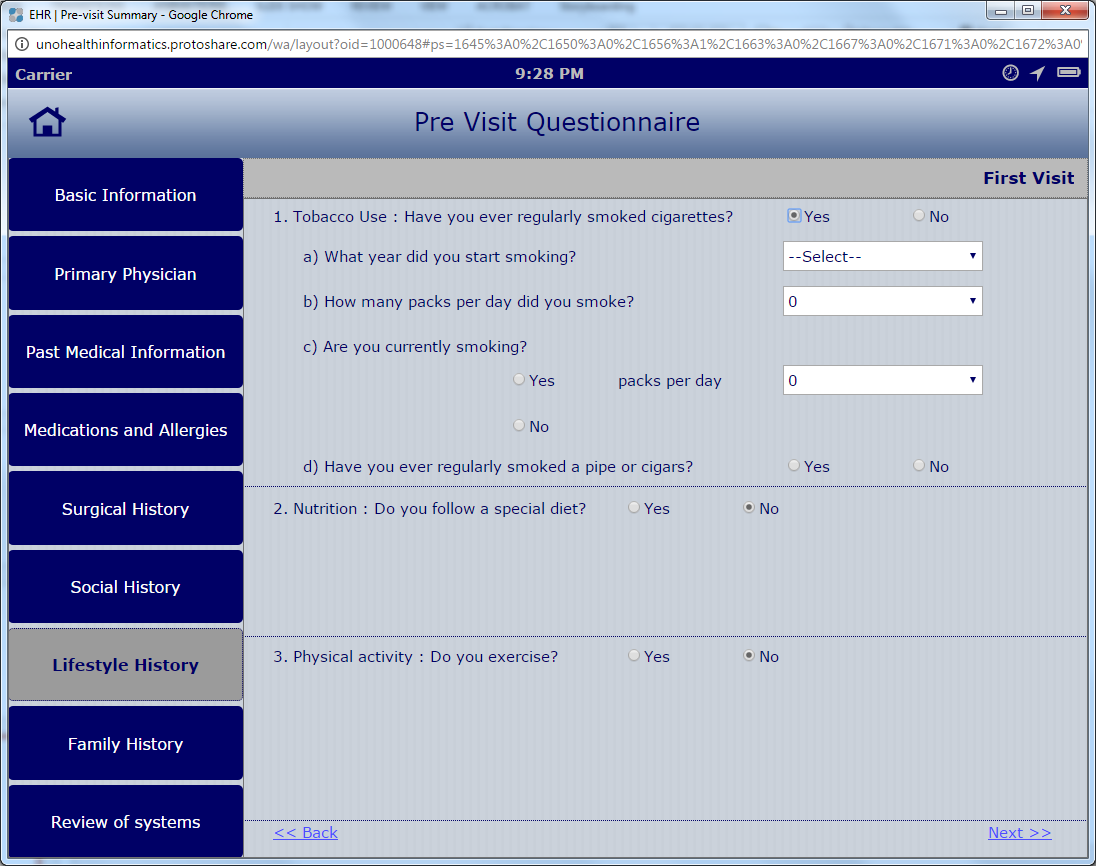 EHR | Pre-visit Summary - Google Chrome
unohealthinformatics.protoshare.com/wa/layout?oid=1000648#ps=1645%3A0%2C1650%3A0%2C1656%3A1%2C1663%3A0%2C1667%3A0%2C1671%3A0%2C1672%3A0
Carrier 9:28 PM
Pre Visit Questionnaire
First Visit
Basic Information
Primary Physician
Past Medical Information
Medications and Allergies
Surgical History
Social History
Lifestyle History
Family History
Review of systems
1. Tobacco Use : Have you ever regularly smoked cigarettes? Yes No
a) What year did you start smoking? --Select--
b) How many packs per day did you smoke? 0
c) Are you currently smoking?
Yes packs per day 0
No
d) Have you ever regularly smoked a pipe or cigars? Yes No
2. Nutrition : Do you follow a special diet? Yes No
3. Physical activity : Do you exercise? Yes No
<< Back Next >>